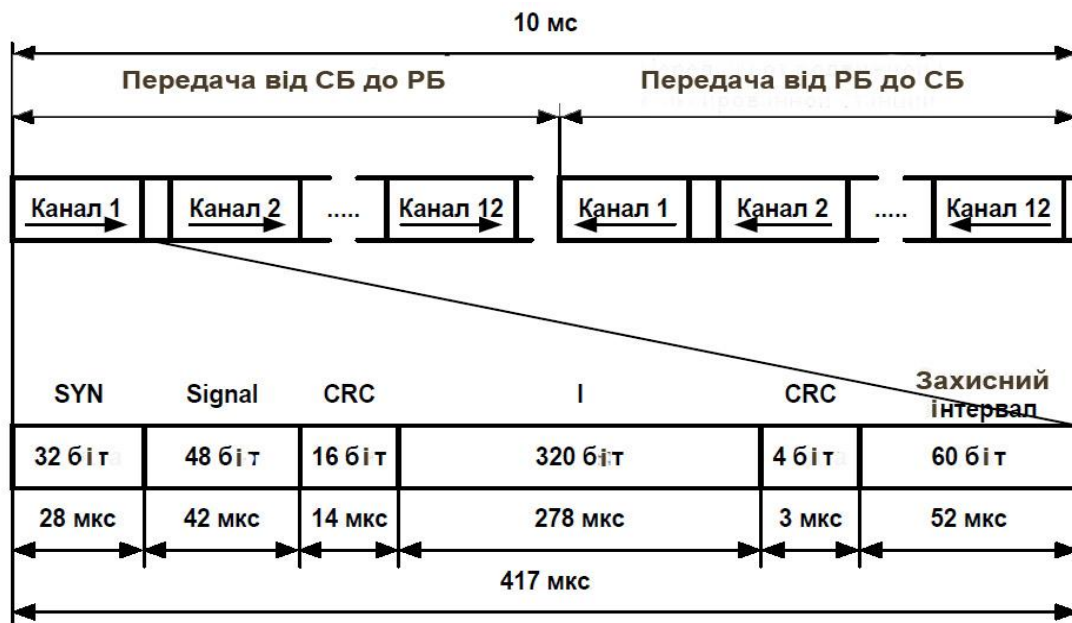 10 мс
Передача від СБ до РБ
Передача від РБ до СБ
Канал 1
Канал 2
.....
Канал 12
Канал 1
Канал 2
.....
Канал 12
SYN
Signal
CRC
I
CRC
Захисний
інтервал
32 біт
48 біт
16 біт
320 біт
4 біт
60 біт
28 мкс
42 мкс
14 мкс
278 мкс
3 мкс
52 мкс
417 мкс